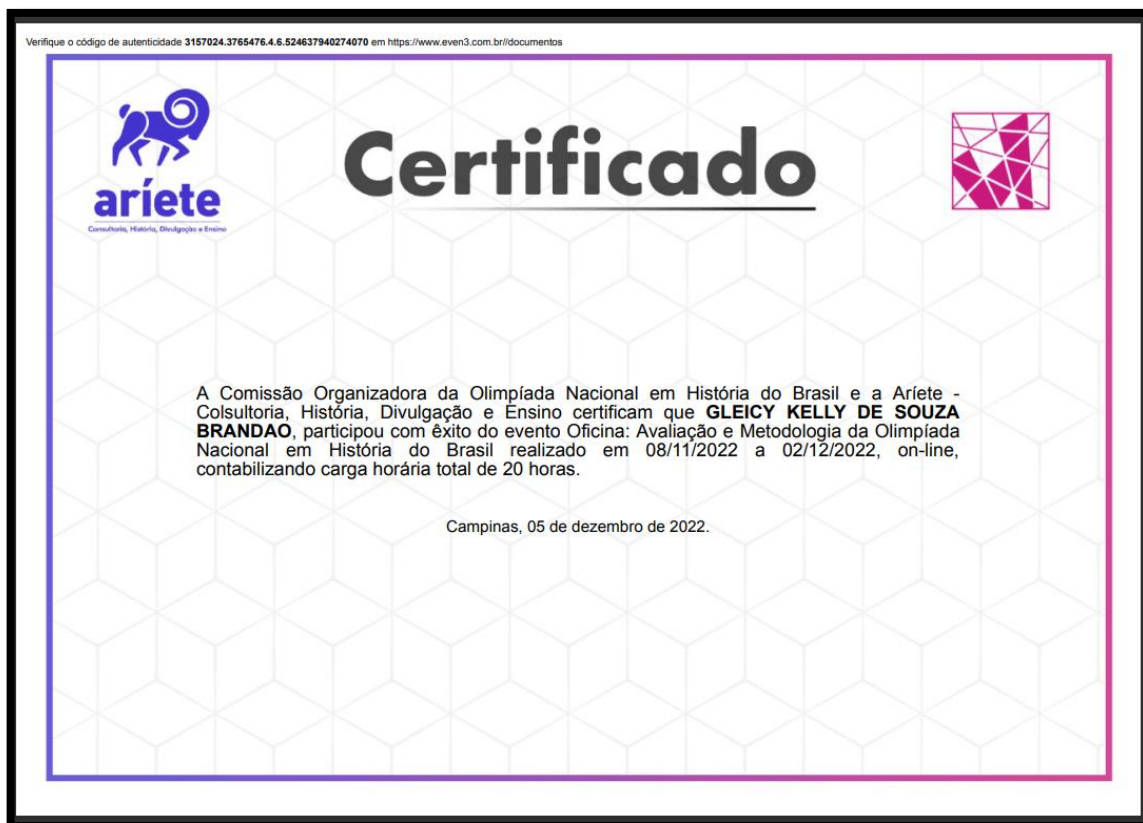 Verifique o código de autenticidade 3157024.3765476.4.6.524637940274070 em https://www.even3.com.br//documentos
Certificado
aríete
Consultoria, História, Divulgação e Ensino
A Comissão Organizadora da Olimpíada Nacional em História do Brasil e a Aríete -
Colsultoria, História, Divulgação e Ensino certificam que GLEICY KELLY DE SOUZA
BRANDAO, participou com êxito do evento Oficina: Avaliação e Metodologia da Olimpíada
Nacional em História do Brasil realizado em 08/11/2022 a 02/12/2022, on-line,
contabilizando carga horária total de 20 horas.
Campinas, 05 de dezembro de 2022.